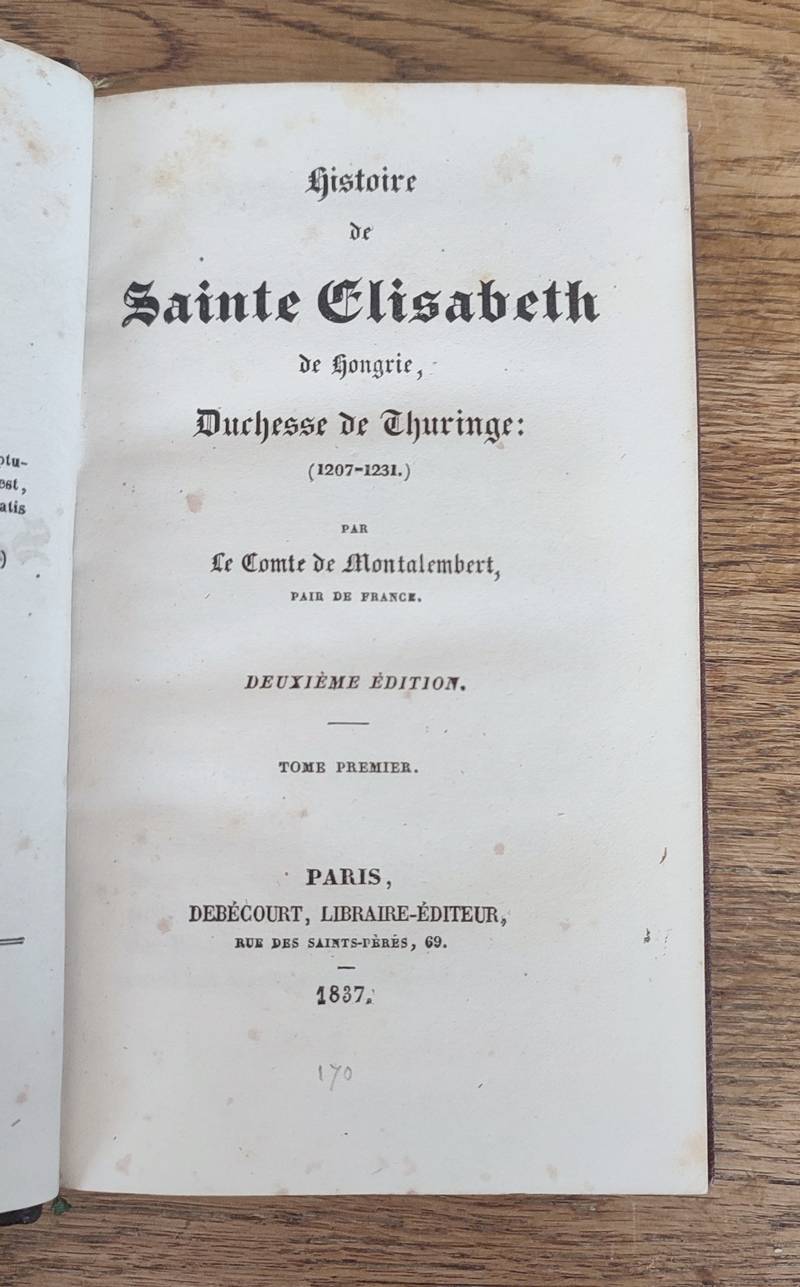 Histoire
de
Sainte Elisabeth
de Hongrie,
Duchesse de Thuringe:
(1207-1231.)
PAR
Le Comte de Montalembert,
PAIR DE FRANCE.
DEUXIÈME ÉDITION.
TOME PREMIER.
PARIS,
DEBÉCOURT, LIBRAIRE-ÉDITEUR,
RUE DES SAINTS-PÈRES, 69.
1837.
170